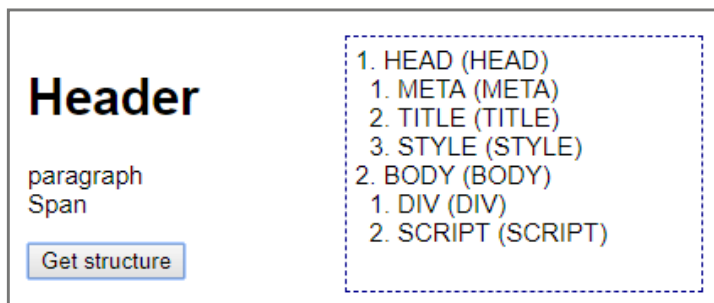 Header
paragraph
Span
Get structure
1. HEAD (HEAD)
1. META (META)
2. TITLE (TITLE)
3. STYLE (STYLE)
2. BODY (BODY)
1. DIV (DIV)
2. SCRIPT (SCRIPT)